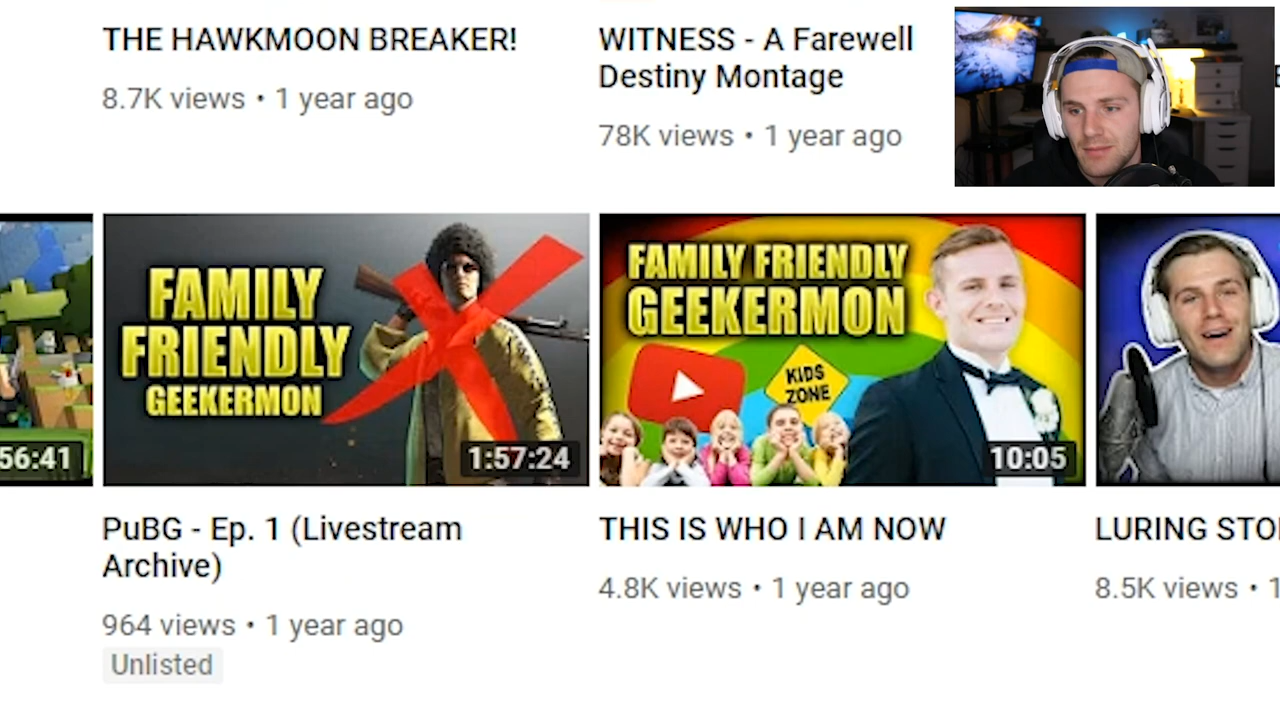 THE HAWKMOON BREAKER!
8.7K views • 1 year ago
WITNESS - A Farewell
Destiny Montage
78K views • 1 year ago
56:41
FAMILY
FRIENDLY
GEEKERMON
1:57:24
PuBG - Ep. 1 (Livestream
Archive)
964 views • 1 year ago
Unlisted
FAMILY FRIENDLY
GEEKERMON
KIDS
ZONE
10:05
THIS IS WHO I AM NOW
4.8K views • 1 year ago
LURING
8.5K views • 1